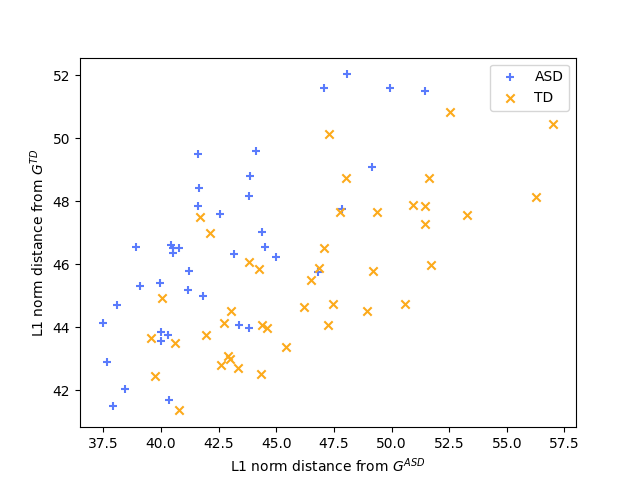 ASD
TD
52
50
48
46
44
42
L1 norm distance from G^{TD}
37.5 40.0 42.5 45.0 47.5 50.0 52.5 55.0 57.5
L1 norm distance from G^{ASD}